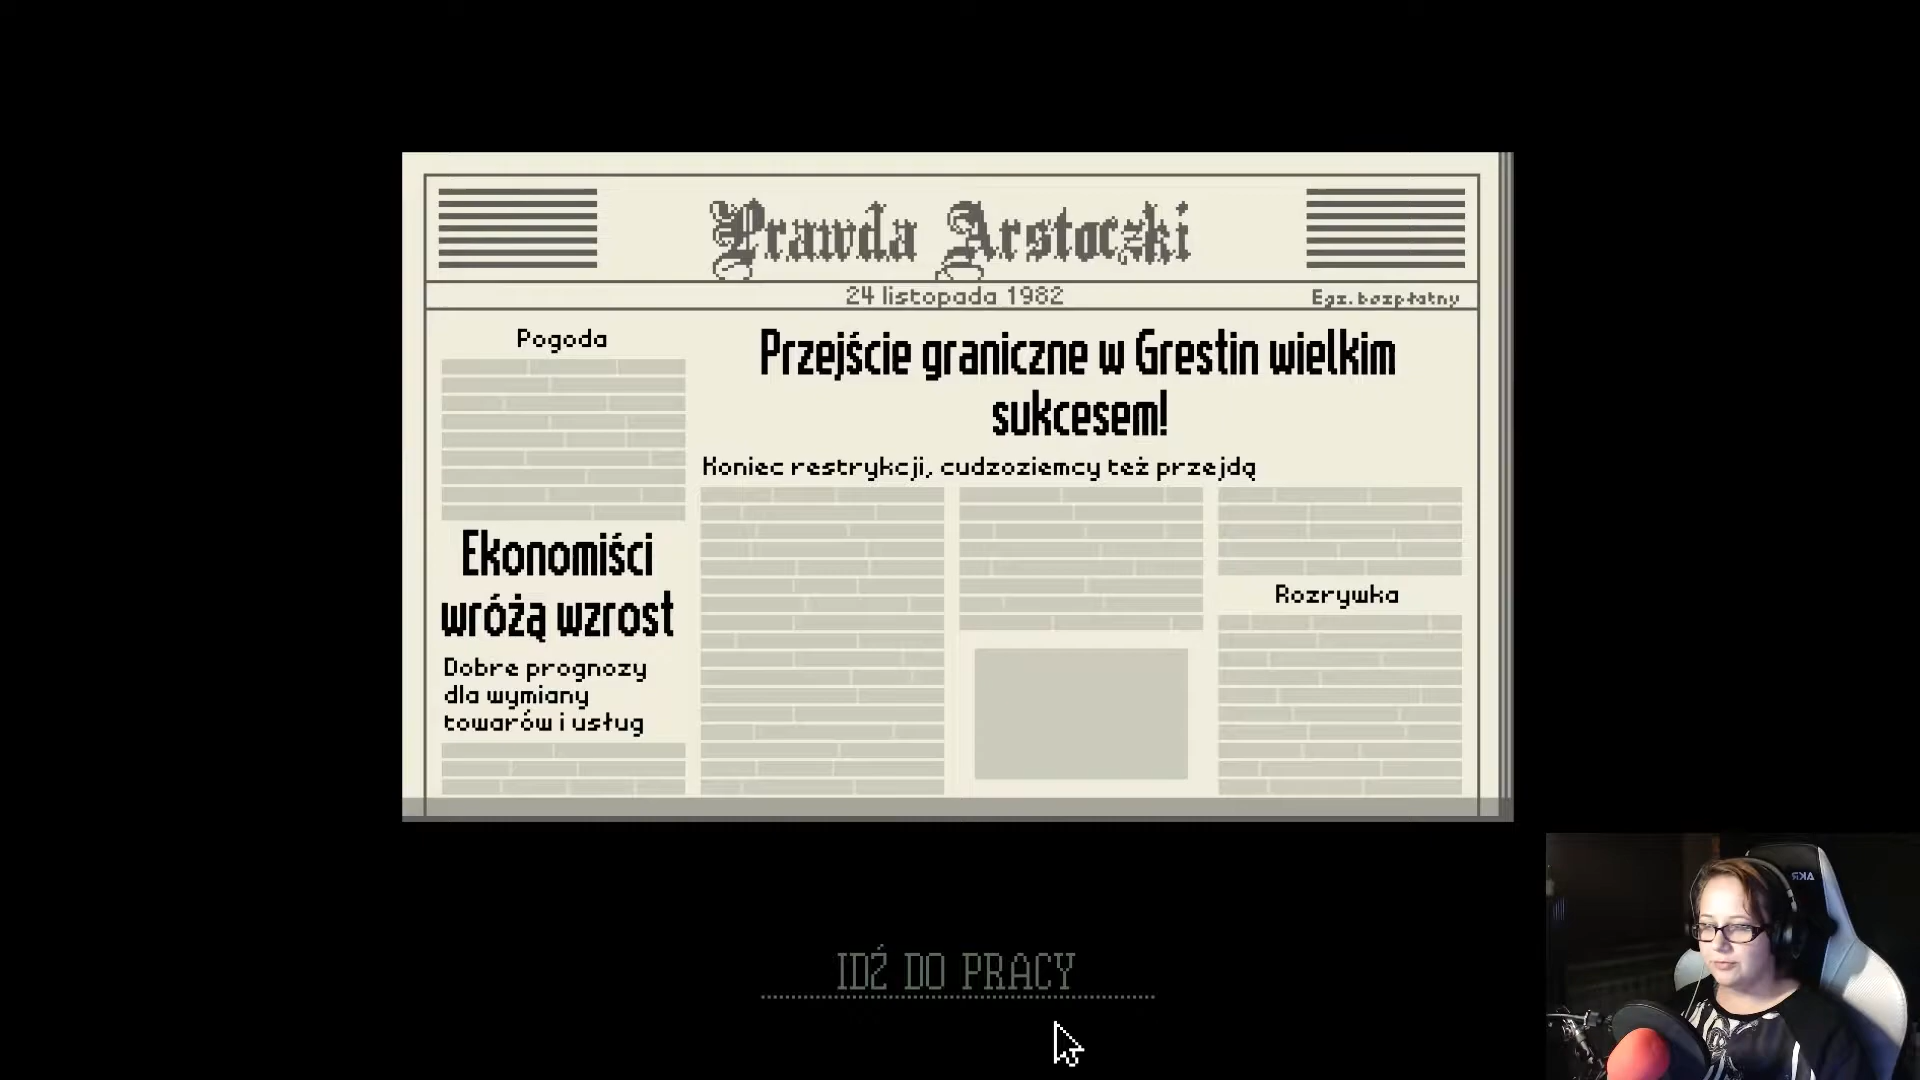 Prawda Arstoczki
24 listopada 1982
Egz. bezpłatny
Pogoda
Ekonomiści
wróżą wzrost
Dobre prognozy
dla wymiany
towarów i usług
Przejście graniczne w Grestin wielkim
sukcesem!
Koniec restrykcji, cudzoziemcy też przejdą
Rozrywka
IDŹ DO PRACY
AKR